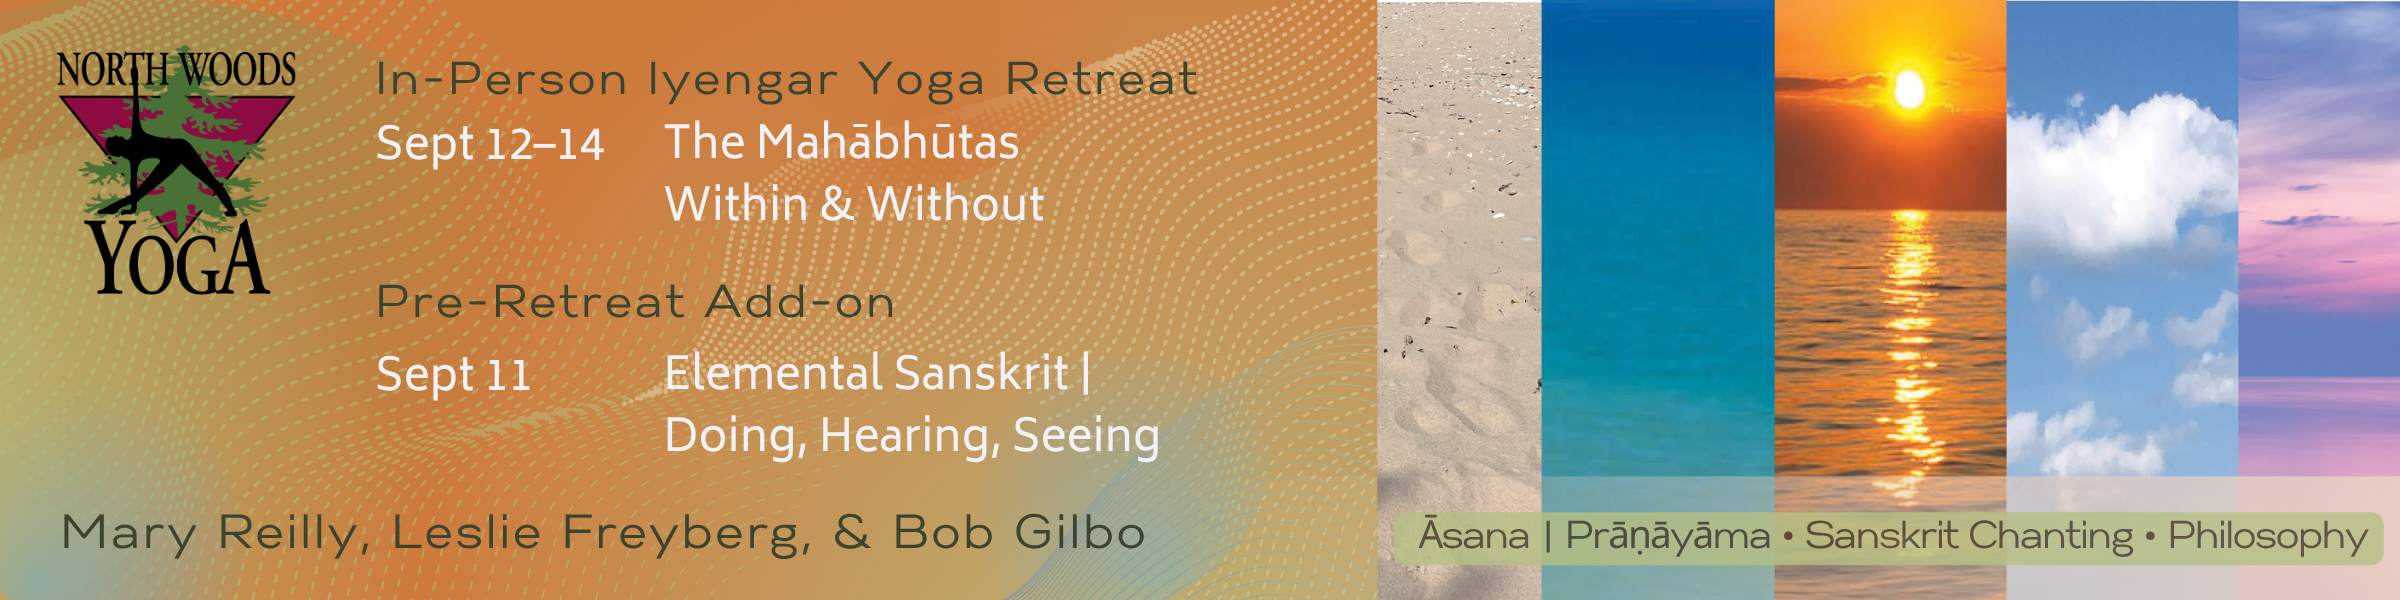 NORTH WOODS
YOGA
In-Person Iyengar Yoga Retreat
Sept 12–14 The Mahābhūtas
Within & Without
Pre-Retreat Add-on
Sept 11 Elemental Sanskrit |
Doing, Hearing, Seeing
Mary Reilly, Leslie Freyberg, & Bob Gilbo
Āsana | Prāṇāyāma • Sanskrit Chanting • Philosophy